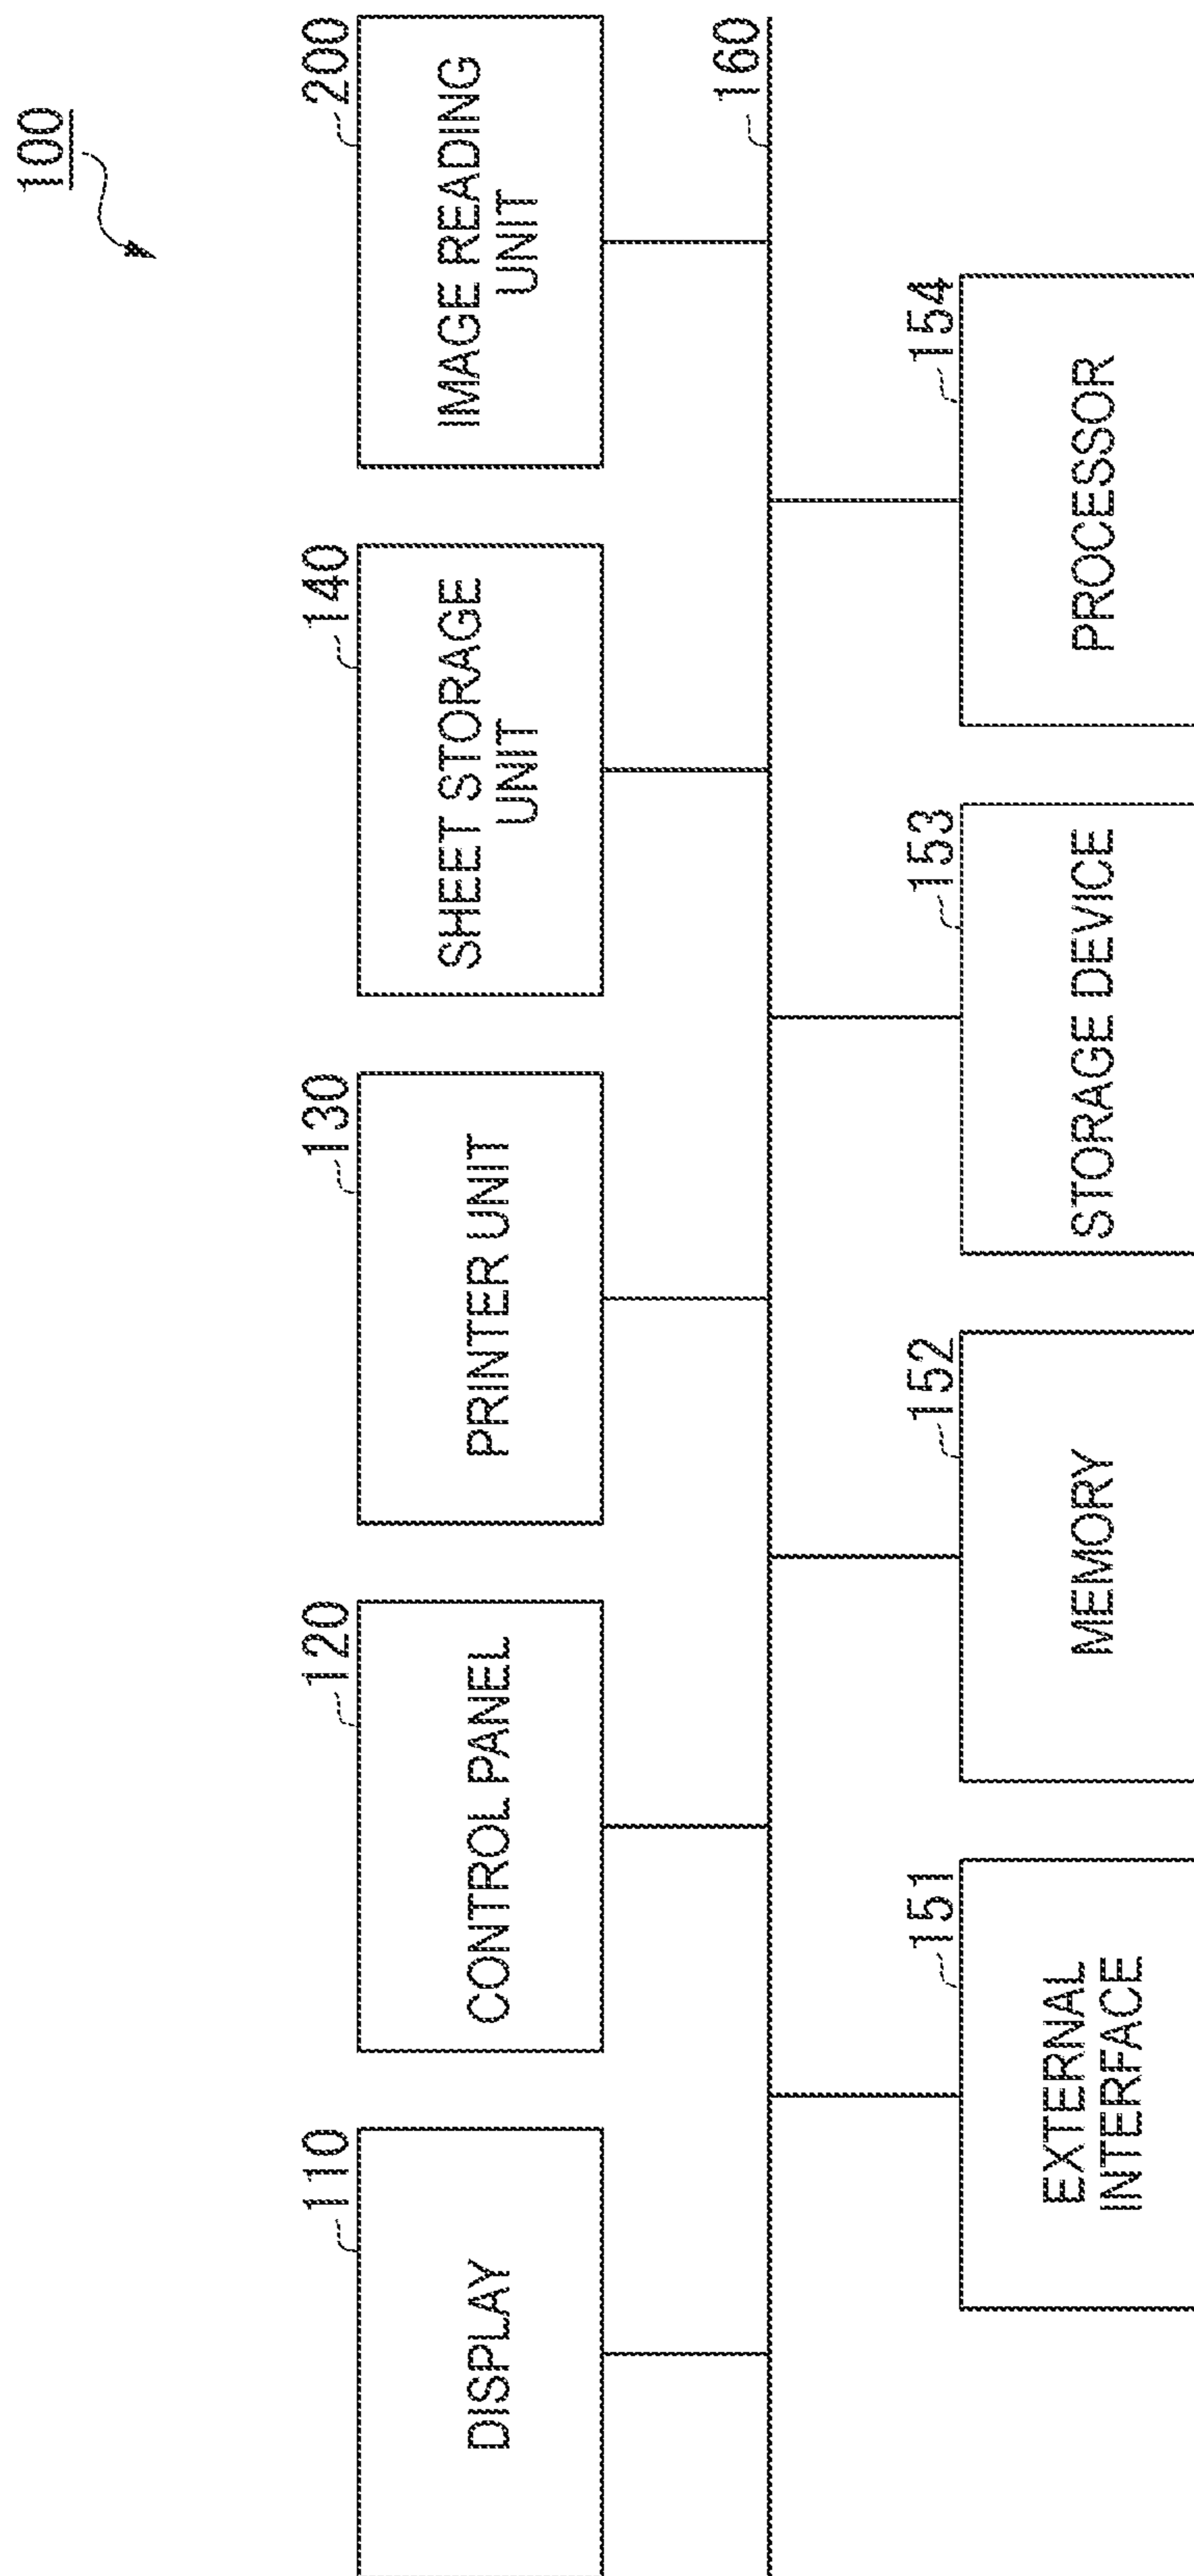 100
110
DISPLAY
120
CONTROL PANEL
130
PRINTER UNIT
140
SHEET STORAGE
UNIT
200
IMAGE READING
UNIT
160
151
EXTERNAL
INTERFACE
152
MEMORY
153
STORAGE DEVICE
154
PROCESSOR